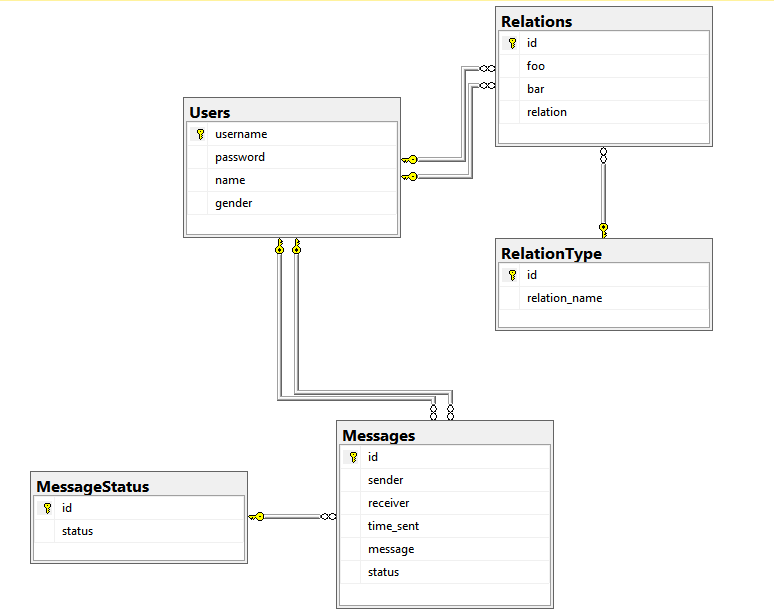 Relations
id
foo
bar
relation
Users
username
password
name
gender
RelationType
id
relation_name
Messages
id
sender
receiver
time_sent
message
status
MessageStatus
id
status